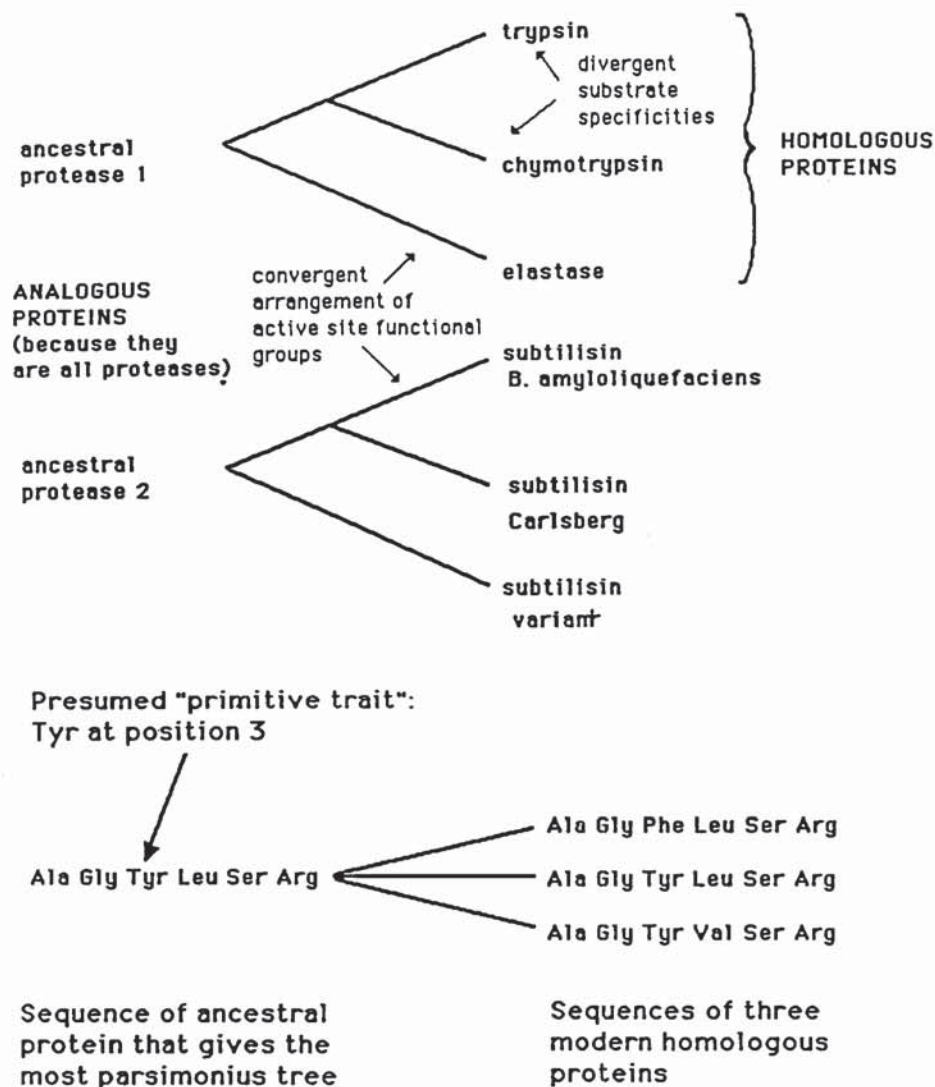 trypsin
divergent
substrate
specificities
ancestral
protease 1
HOMOLOGOUS
PROTEINS
chymotrypsin
elastase
convergent
arrangement of
active site functional
groups
ANALOGOUS
PROTEINS
(because they
are all proteases).
subtilisin
B. amyloliquefaciens
ancestral
protease 2
subtilisin
Carlsberg
subtilisin
variant
Presumed "primitive trait":
Tyr at position 3
Ala Gly Tyr Leu Ser Arg
Ala Gly Phe Leu Ser Arg
Ala Gly Tyr Leu Ser Arg
Ala Gly Tyr Val Ser Arg
Sequence of ancestral
protein that gives the
most parsimonius tree
Sequences of three
modern homologous
proteins